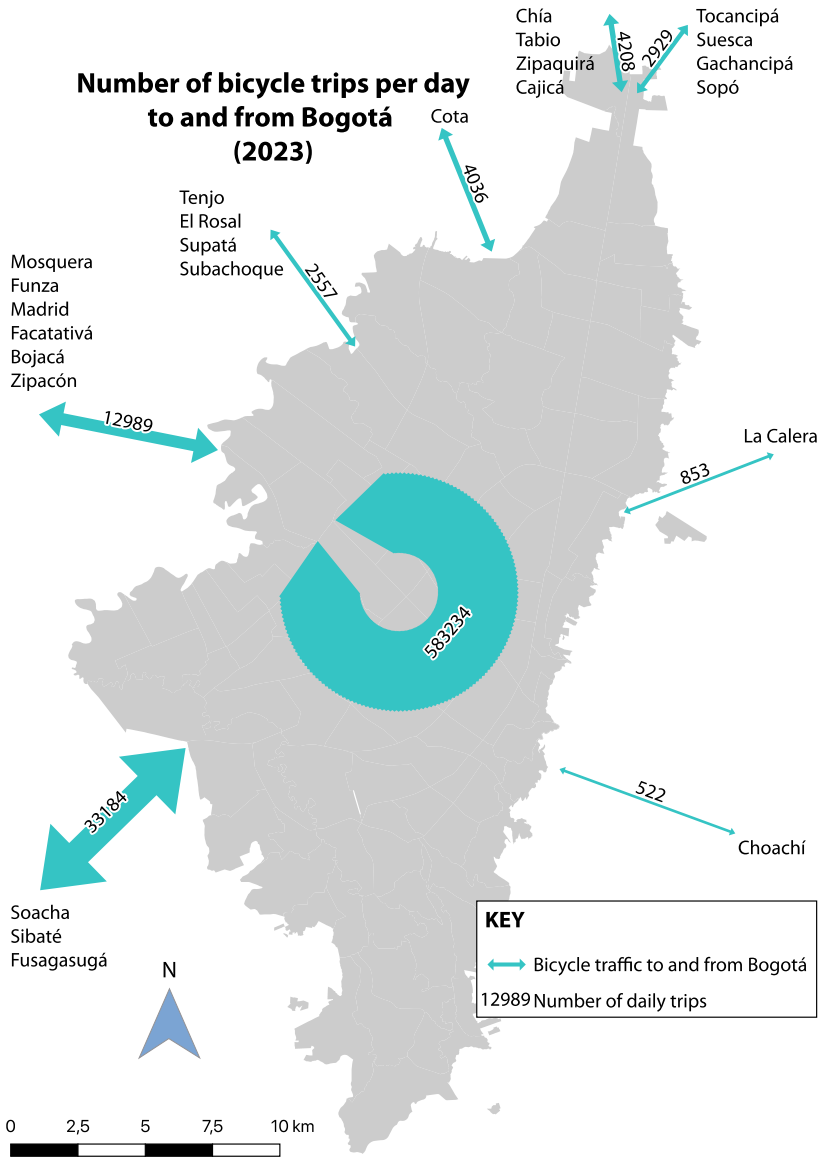 Number of bicycle trips per day
to and from Bogotá
(2023)
Chía
Tabio
Zipaquirá
Cajicá
4208
2929
Tocancipá
Suesca
Gachancipá
Sopó
Cota
4036
Tenjo
El Rosal
Supatá
Subachoque
2557
Mosquera
Funza
Madrid
Facatativá
Bojacá
Zipacón
12989
La Calera
853
583234
33184
522
Choachí
Soacha
Sibaté
Fusagasugá
KEY
Bicycle traffic to and from Bogotá
12989 Number of daily trips
N
0 2,5 5 7,5 10 km